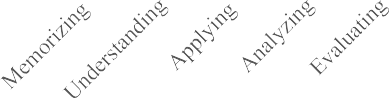 Memorizing
Understanding
Applying
Analyzing
Evaluating